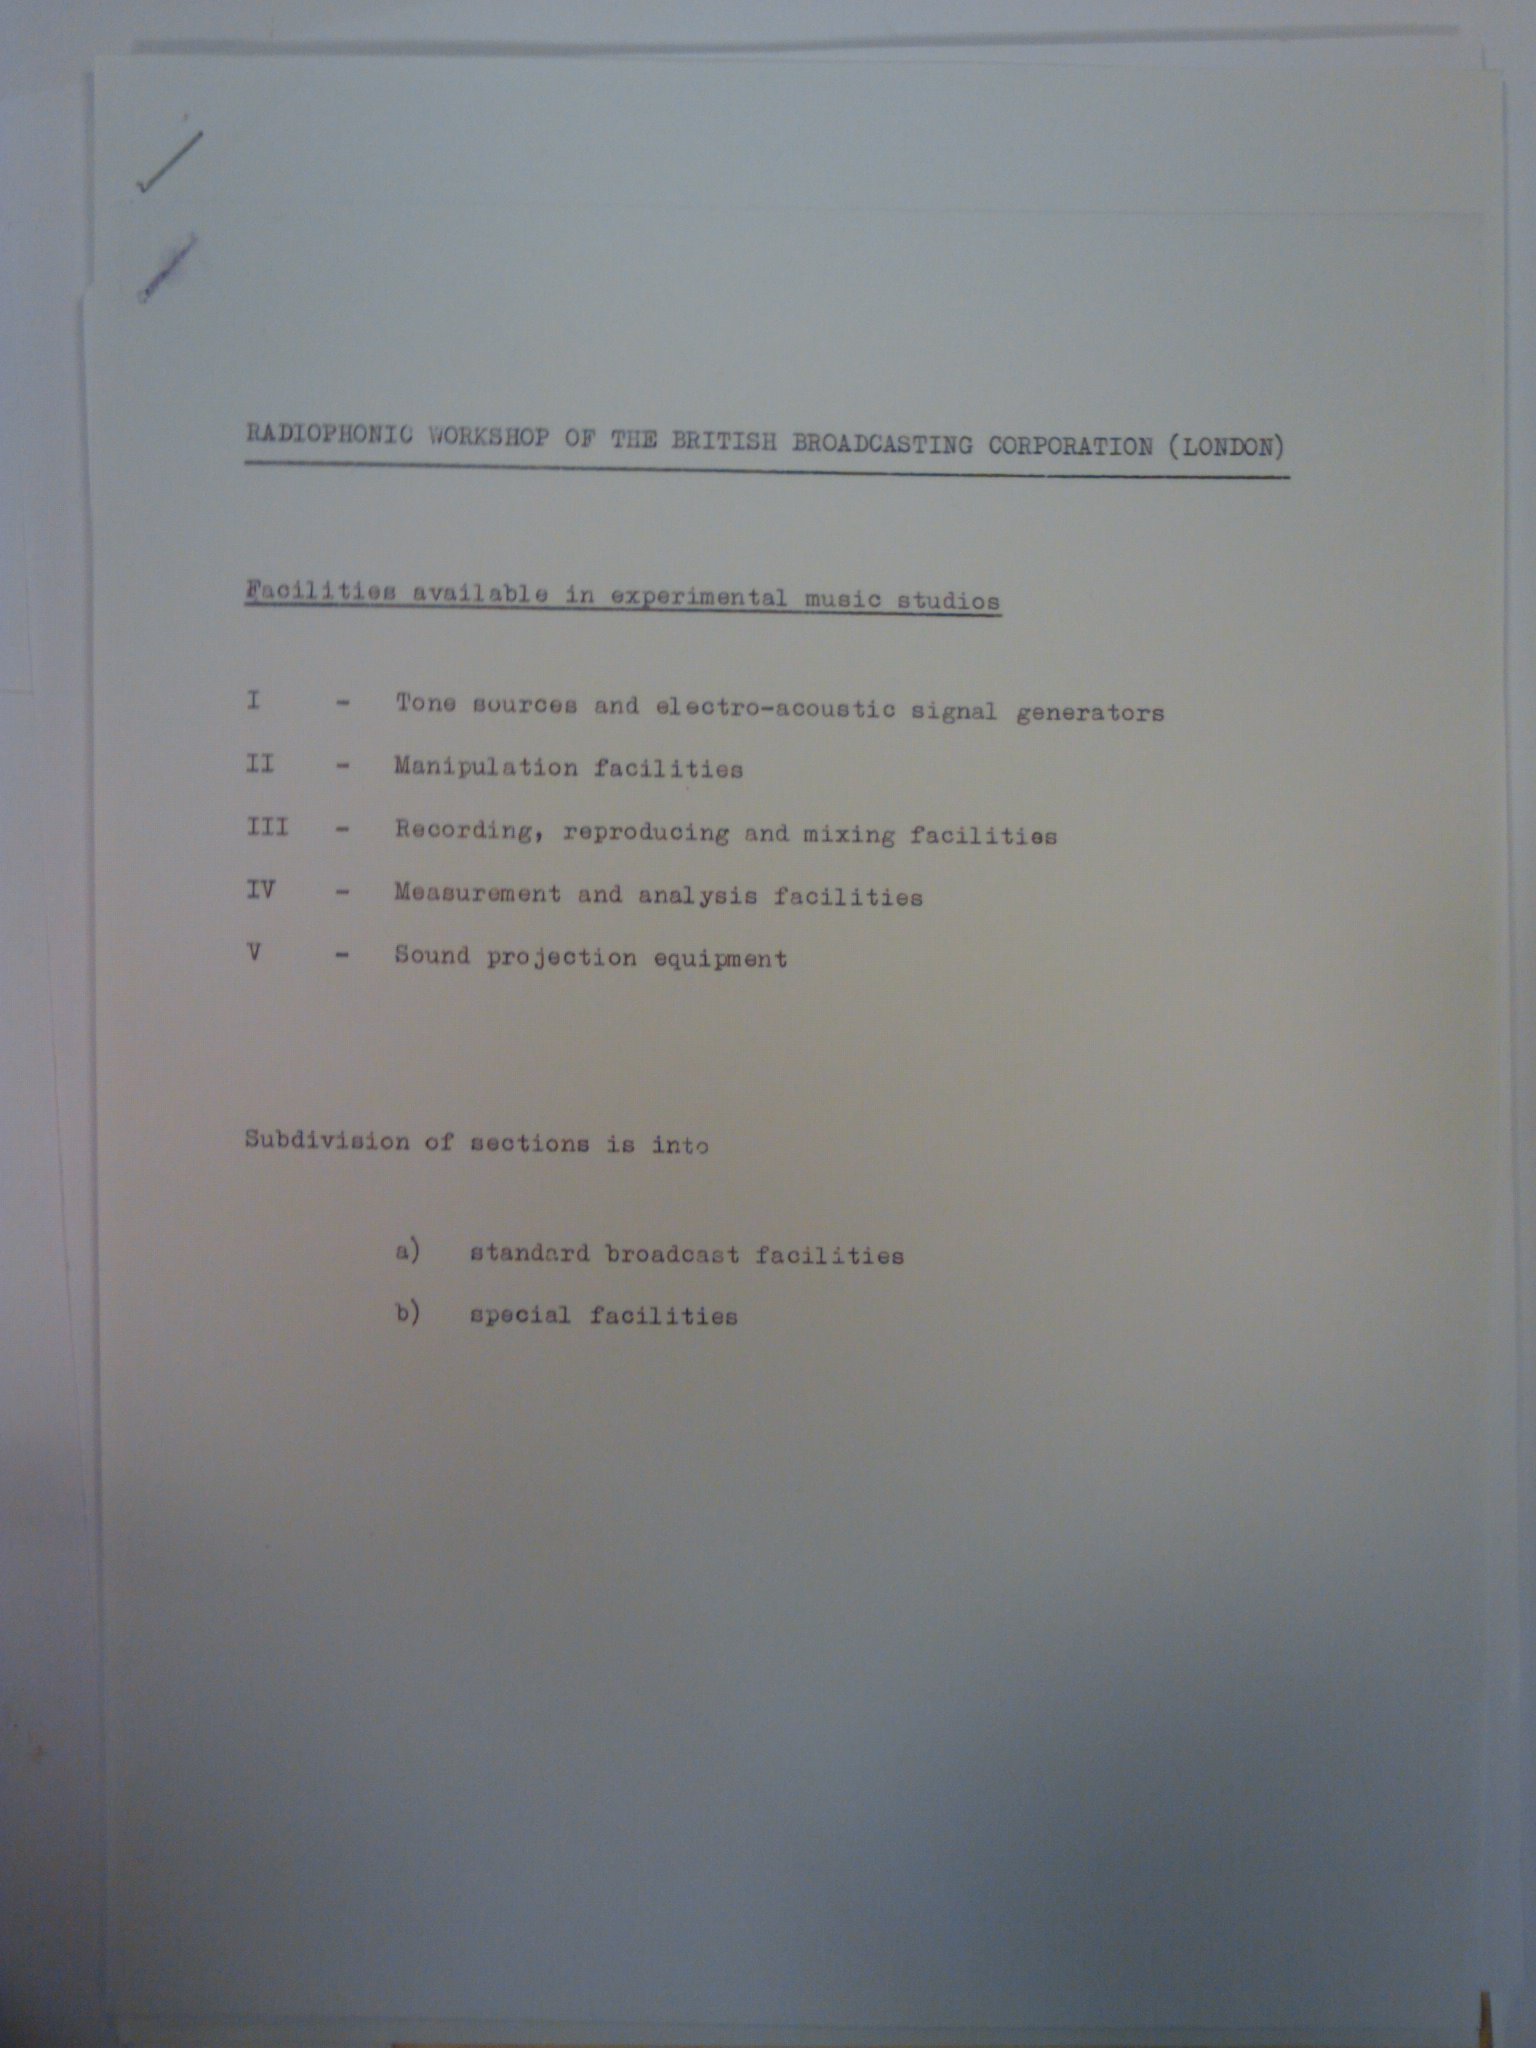 RADIOPHONIC WORKSHOP OF THE BRITISH BROADCASTING CORPORATION (LONDON)
Facilities available in experimental music studios
I - Tone sources and electro-acoustic signal generators
II - Manipulation facilities
III - Recording, reproducing and mixing facilities
IV - Measurement and analysis facilities
V - Sound projection equipment
Subdivision of sections is into
a) standard broadcast facilities
b) special facilities